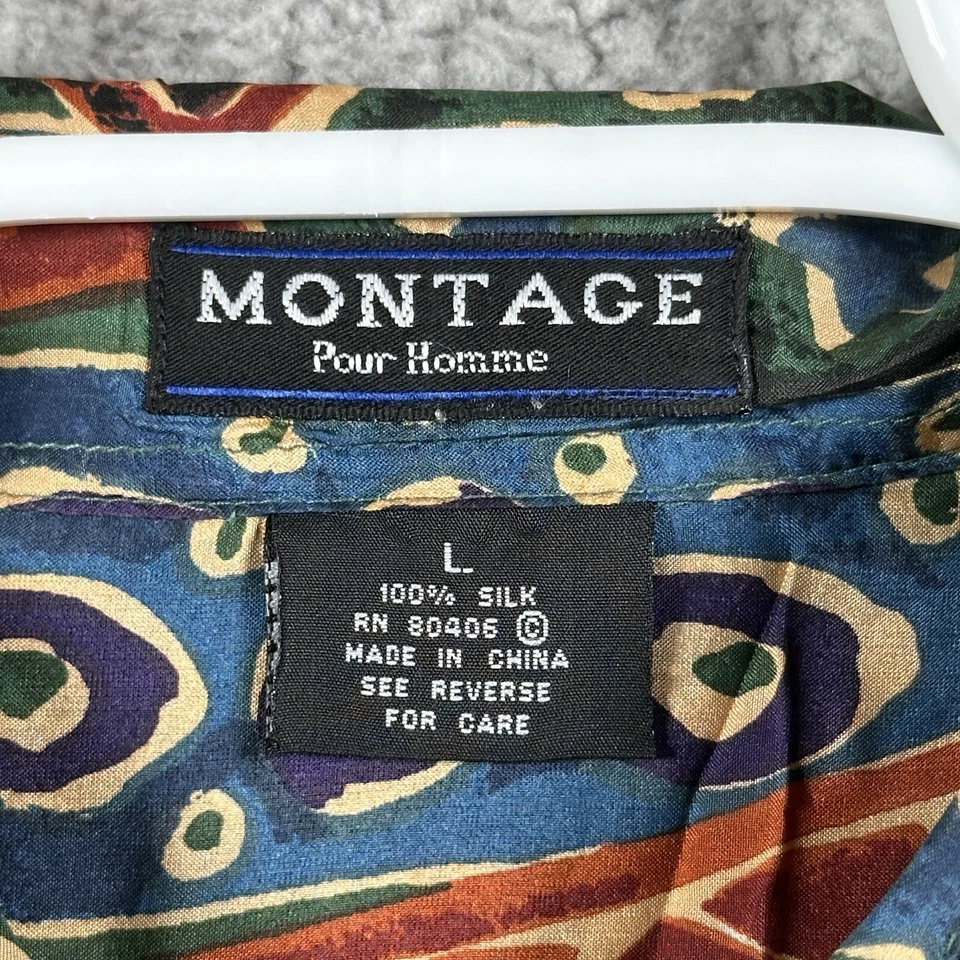 MONTAGE
Pour Homme
L.
100% SILK
RN 80405 ©
MADE IN CHINA
SEE REVERSE
FOR CARE